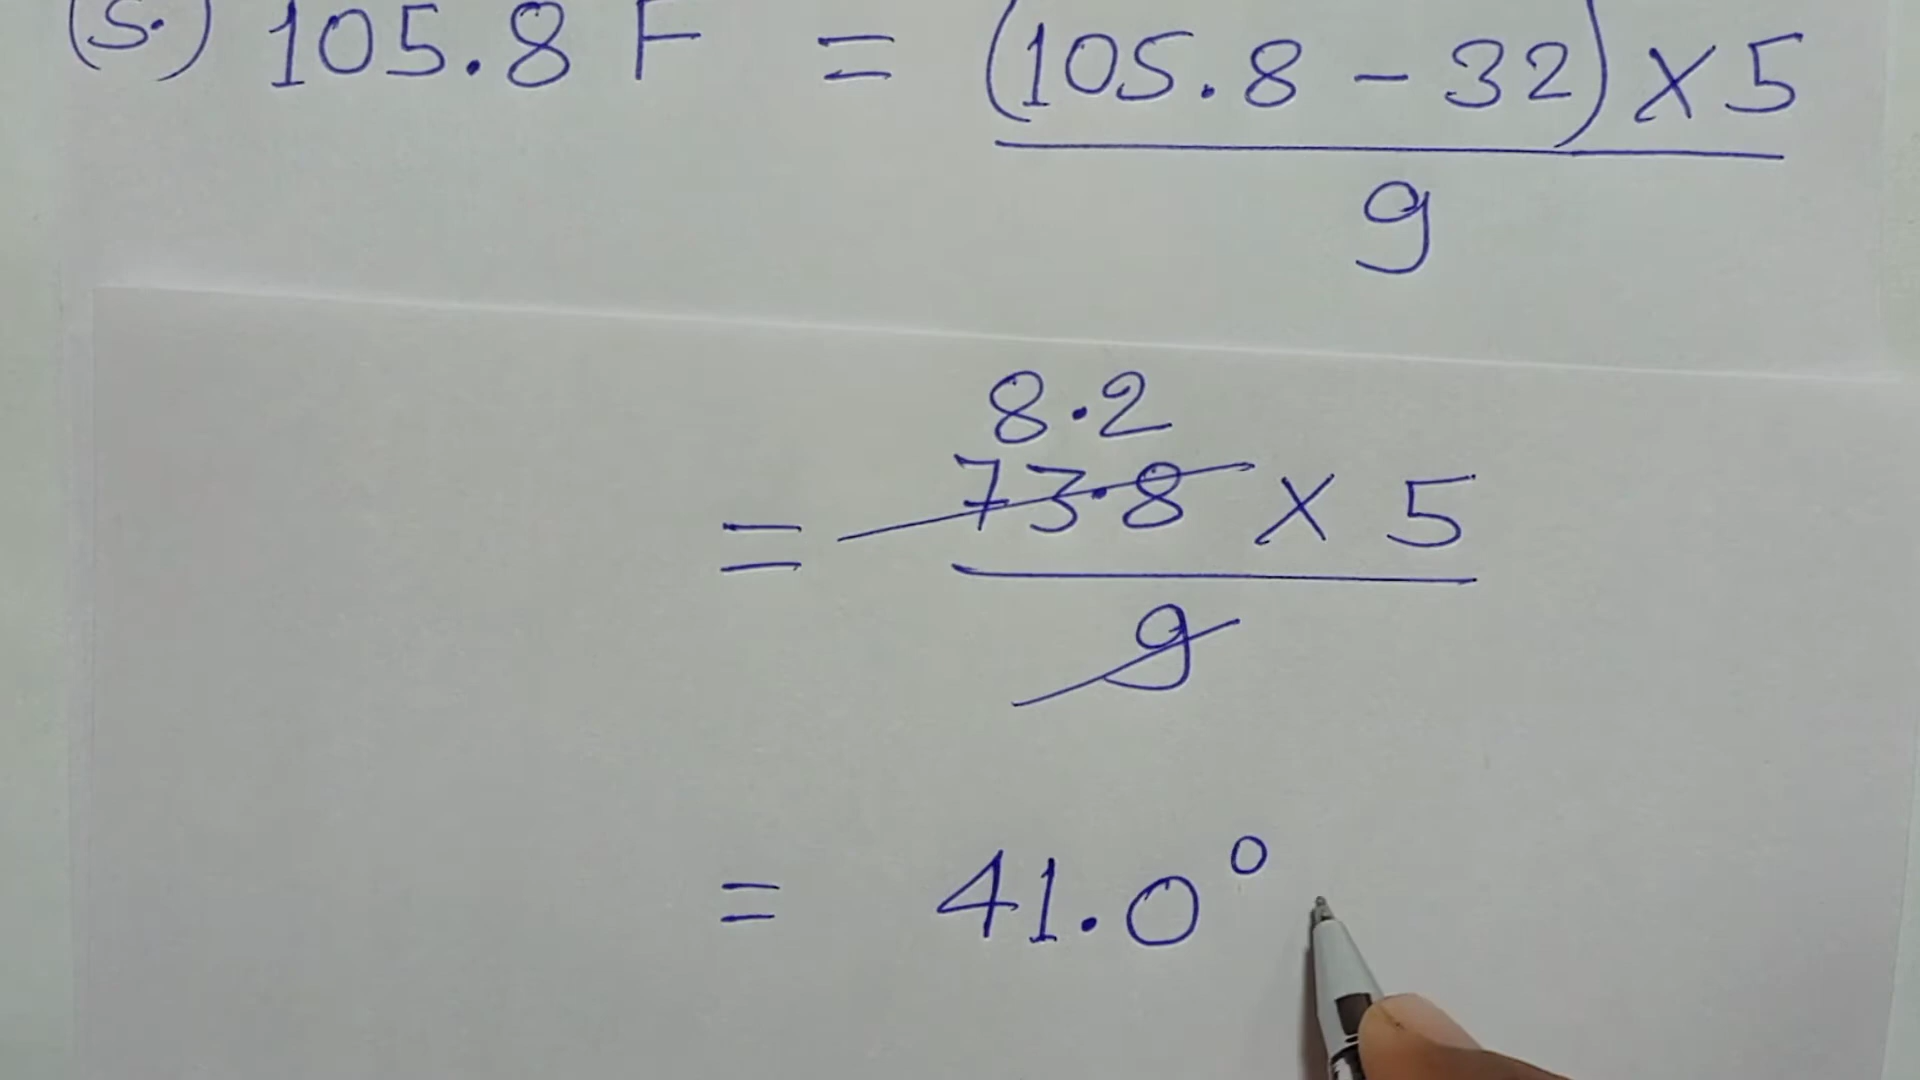 (5.) 105.8 F = (105.8 - 32) × 5
9
8.2
= 73.8 × 5
9
= 41.0°